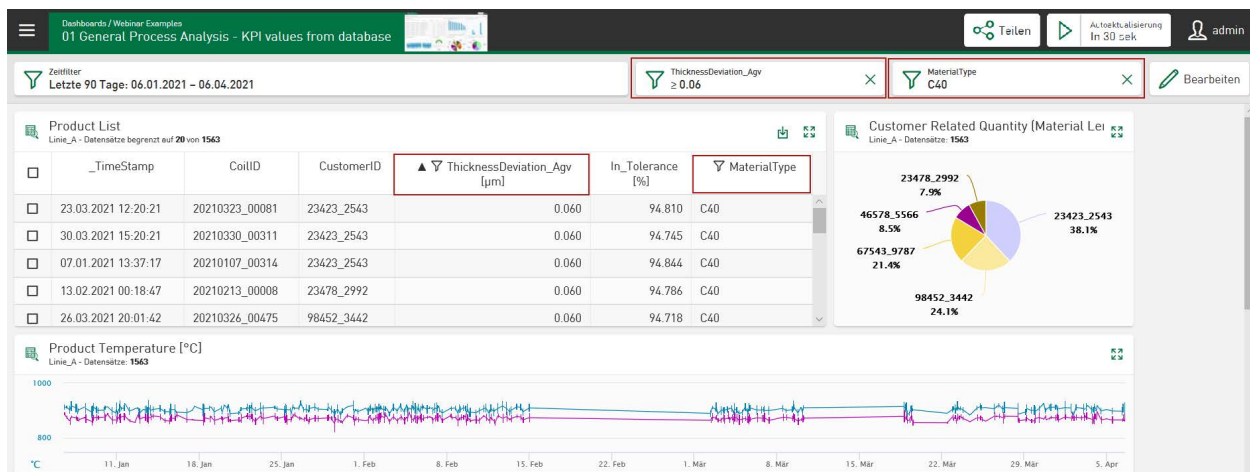 Dashboards / Webinar Examples
01 General Process Analysis - KPI values from database
Teilen
Autoaktualisierung
In 30 sek
admin
Zeitfilter
Letzte 90 Tage: 06.01.2021 – 06.04.2021
ThicknessDeviation_Agv
≥ 0.06
MaterialType
C40
Bearbeiten
Product List
Linie_A - Datensätze begrenzt auf 20 von 1563
_TimeStamp CoilID CustomerID ▲ ThicknessDeviation_Agv [µm] In_Tolerance [%] MaterialType
23.03.2021 12:20:21 20210323_00081 23423_2543 0.060 94.810 C40
30.03.2021 15:20:21 20210330_00311 23423_2543 0.060 94.745 C40
07.01.2021 13:37:17 20210107_00314 23423_2543 0.060 94.844 C40
13.02.2021 00:18:47 20210213_00008 23478_2992 0.060 94.786 C40
26.03.2021 20:01:42 20210326_00475 98452_3442 0.060 94.718 C40
Customer Related Quantity (Material Ler
Linie_A - Datensätze: 1563
23478_2992
7.9%
46578_5566
8.5%
67543_9787
21.4%
23423_2543
38.1%
98452_3442
24.1%
Product Temperature [°C]
Linie_A - Datensätze: 1563
1000
800
°C 11. Jan 18. Jan 25. Jan 1. Feb 8. Feb 15. Feb 22. Feb 1. Mär 8. Mär 15. Mär 22. Mär 29. Mär 5. Apr